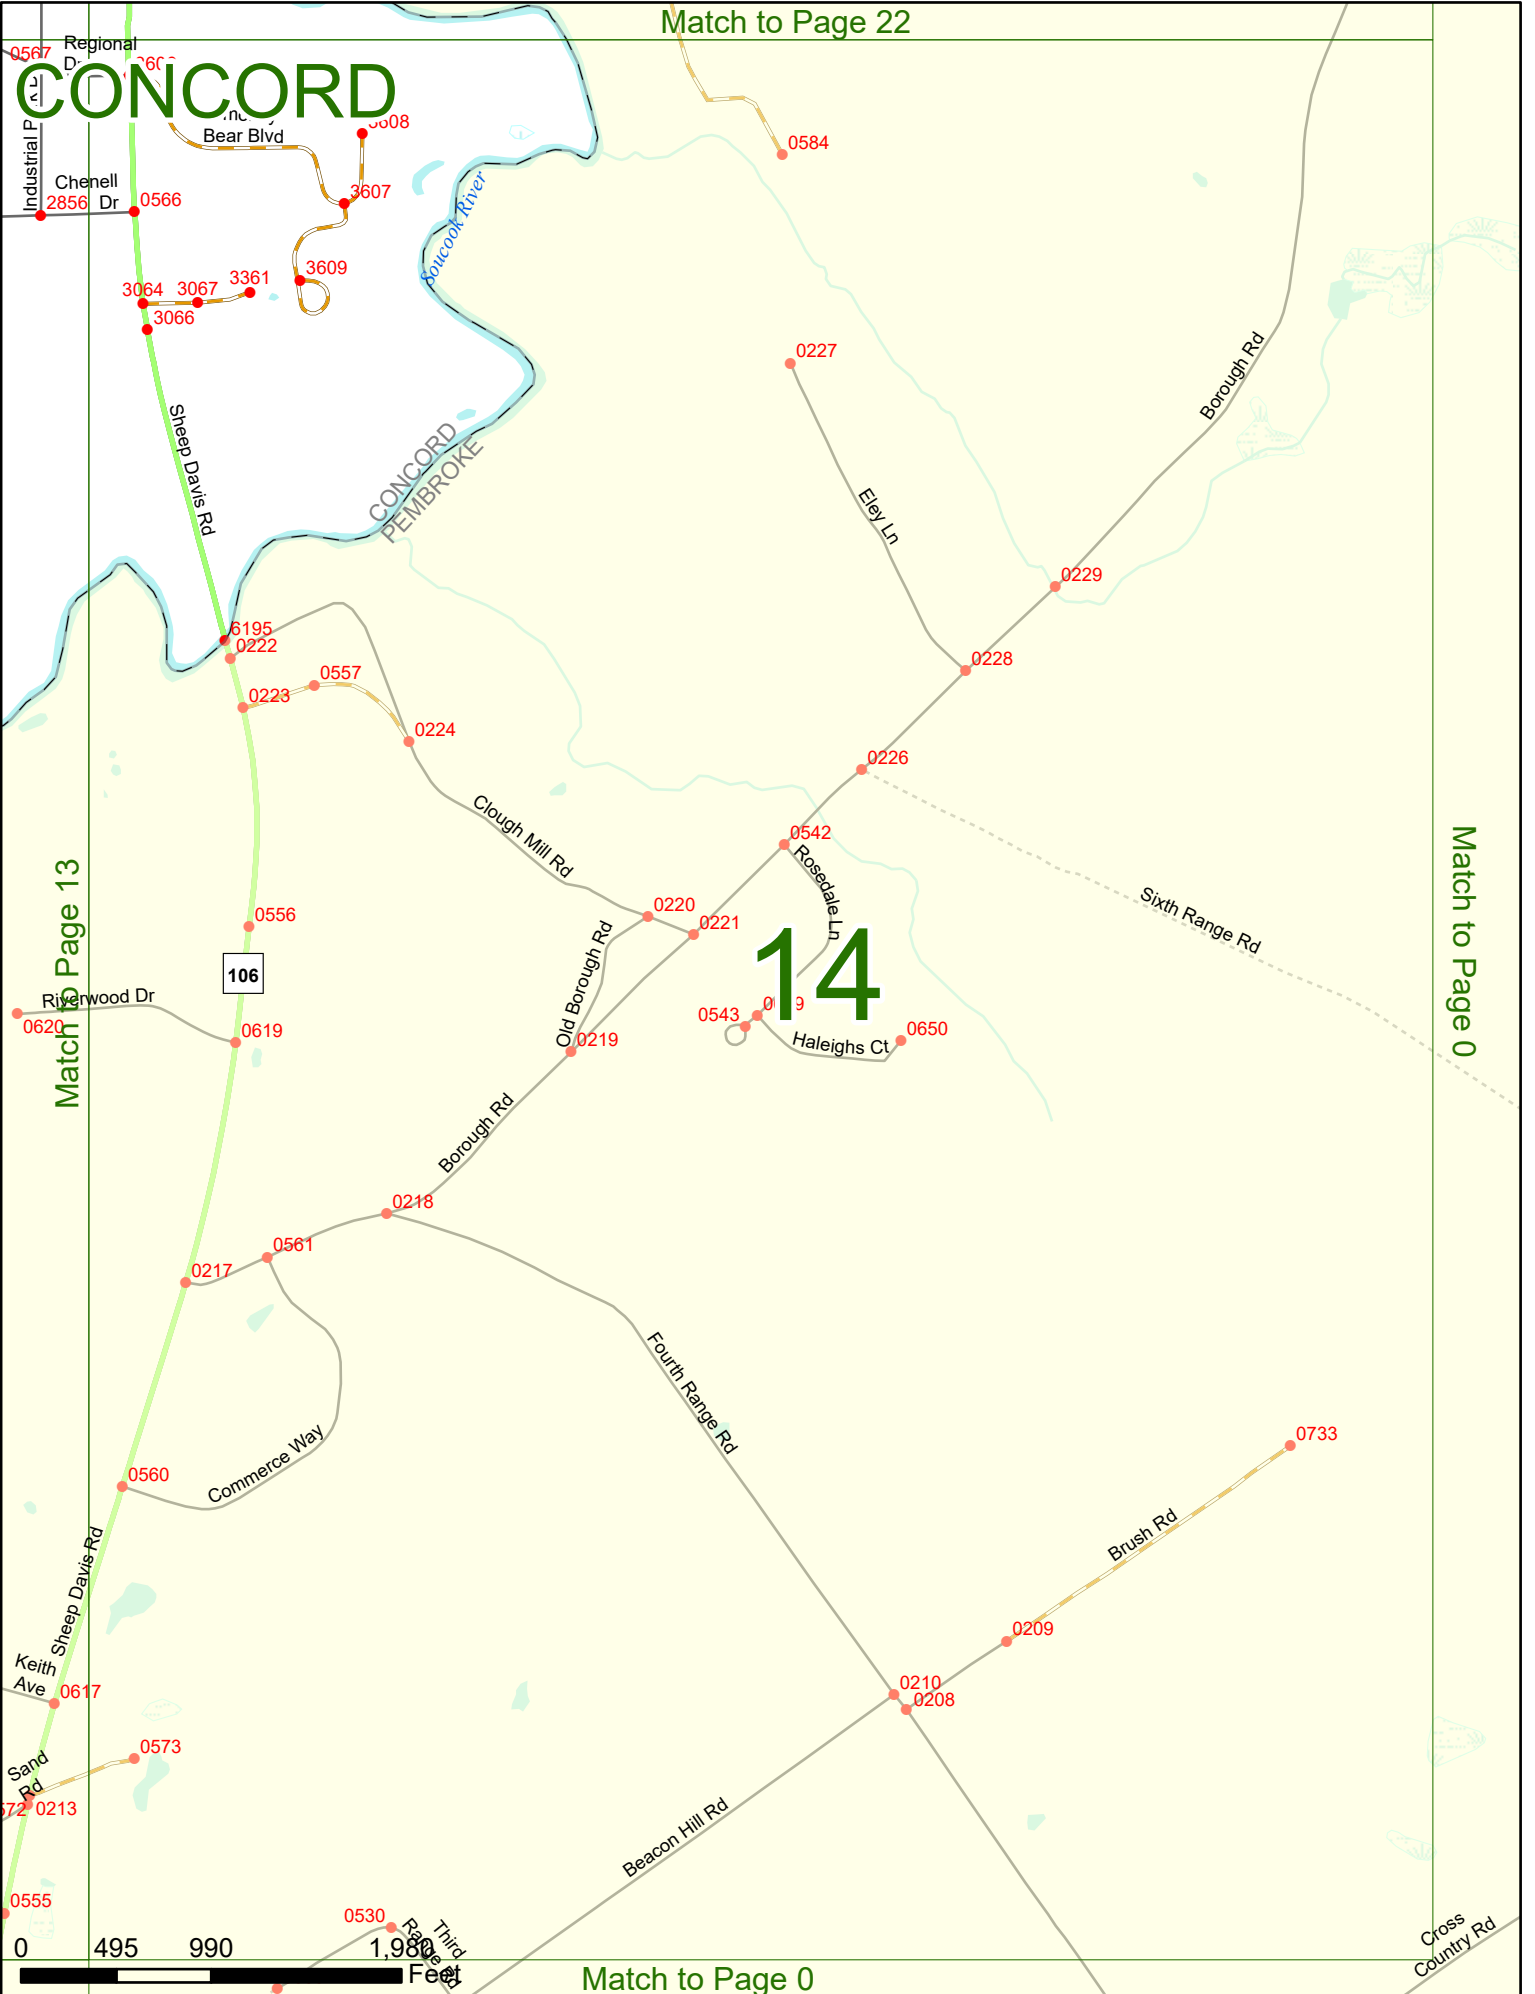 Match to Page 22
0567
Regional
CONCORD
Bear Blvd
3608
0584
Chenell
Dr
2856
0566
3607
Soucook River
3609
3064
3067
3361
3066
0227
Borough Rd
Sheep Davis Rd
CONCORD
PEMBROKE
Eley Ln
0229
6195
0222
0228
0557
0223
0224
0226
Clough Mill Rd
0542
Rosedale Ln
Match to Page 13
Match to Page 0
Sixth Range Rd
0220
0221
0556
Old Borough Rd
14
106
Riverwood Dr
0620
0619
0219
0543
Haleighs Ct
0650
Borough Rd
0218
0561
0217
Fourth Range Rd
Commerce Way
0560
0733
Brush Rd
Sheep Davis Rd
0209
Keith
Ave
0617
0210
0208
0573
Sand
Rd
0213
Beacon Hill Rd
0555
0530
Third
Range Rd
Cross
Country Rd
0 495 990 1,980
Feet
Match to Page 0